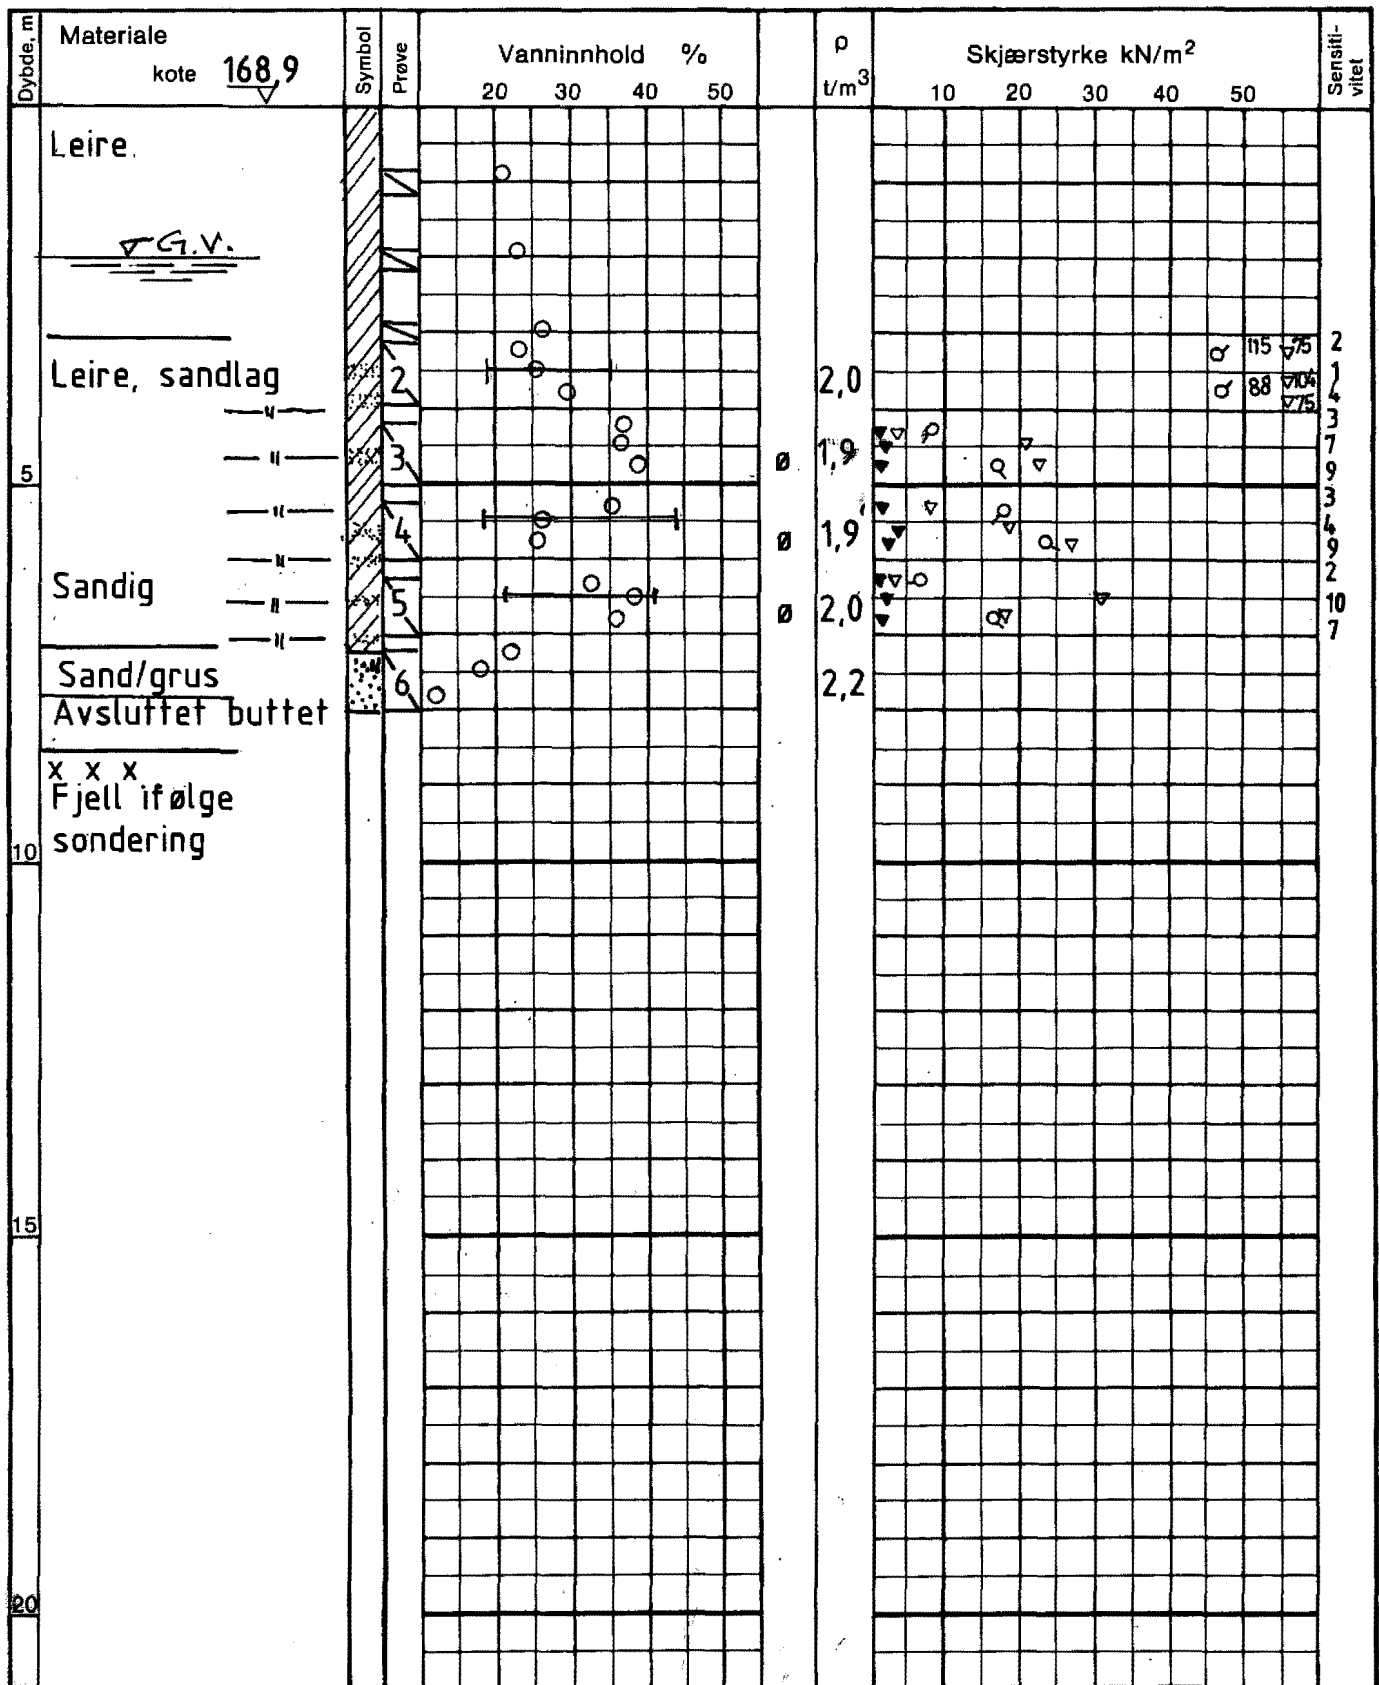 Dybde, m
Materiale
kote 168,9
Symbol
Prøve
Vanninnhold %
20 30 40 50
ρ
t/m³
Skjærstyrke kN/m²
10 20 30 40 50
Sensiti-
vitet
Leire
G.V.
115 75 2
Leire, sandlag
2 2,0 1
88 104 4
75
3
7
3 ø 1,9
5 9
3
4 ø 1,9 4
9
2
Sandig
5 ø 2,0 10
7
Sand/grus
6 2,2
Avsluttet buttet
x x x
Fjell ifølge
10 sondering
15
20